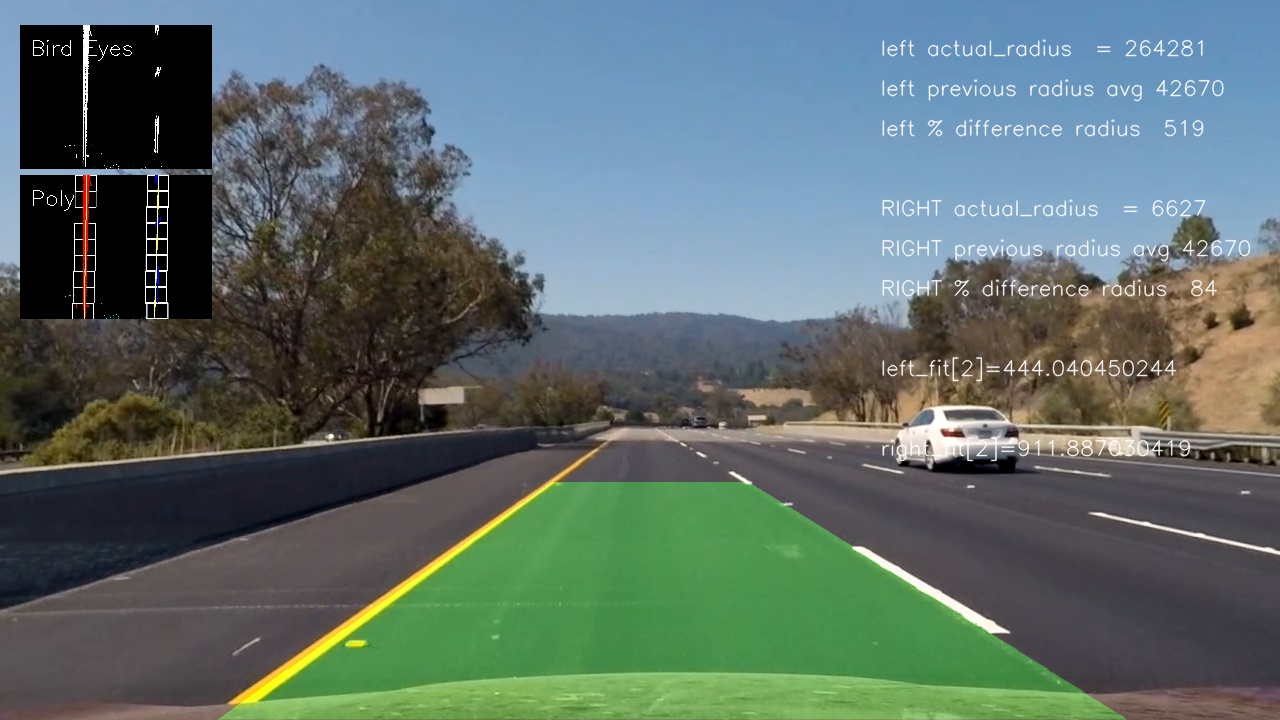 Bird Eyes
Poly
left actual_radius = 264281
left previous radius avg 42670
left % difference radius 519
RIGHT actual_radius = 6627
RIGHT previous radius avg 42670
RIGHT % difference radius 84
left_fit[2]=444.040450244
right_fit[2]=911.887030419